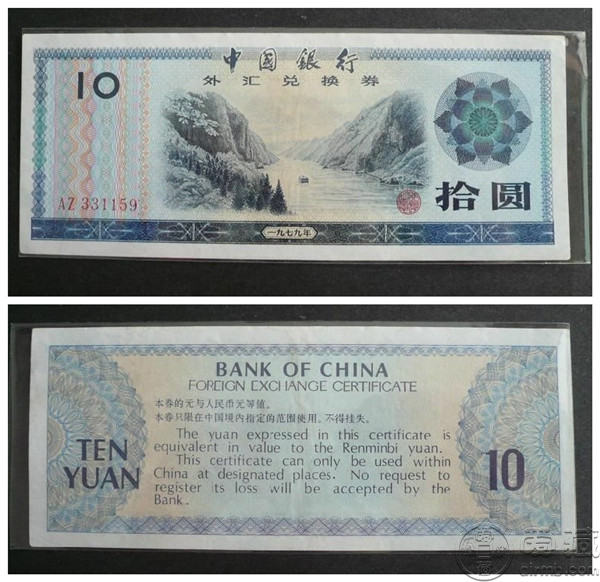 10
中國銀行
外汇兑换券
AZ 331159
拾圆
一九七九年
BANK OF CHINA
FOREIGN EXCHANGE CERTIFICATE
本券的元与人民币元等值。
本券只限在中国境内指定的范围使用，不得挂失。
TEN
YUAN
The yuan expressed in this certificate is
equivalent in value to the Renminbi yuan.
This certificate can only be used within
China at designated places. No request to
register its loss will be accepted by the
Bank.
10
dirmb.com